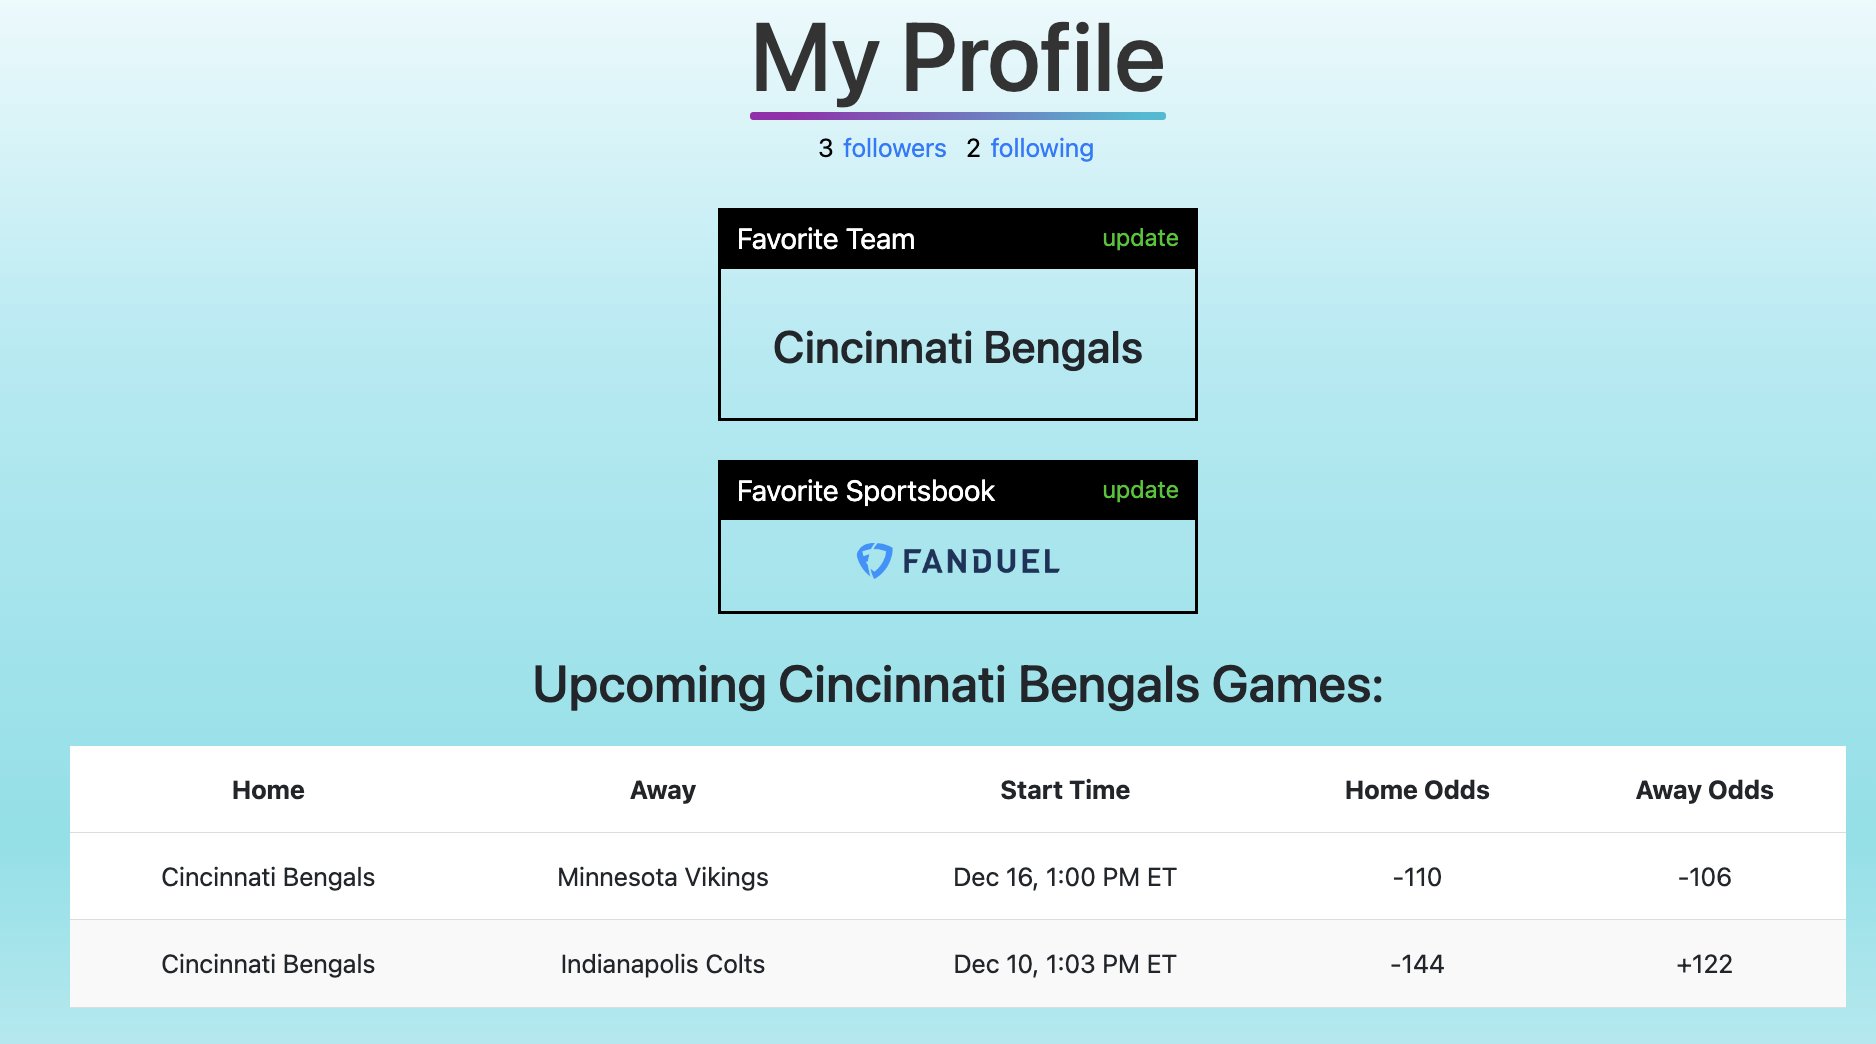 My Profile
3 followers 2 following
Favorite Team update
Cincinnati Bengals
Favorite Sportsbook update
FANDUEL
Upcoming Cincinnati Bengals Games:
Home Away Start Time Home Odds Away Odds
Cincinnati Bengals Minnesota Vikings Dec 16, 1:00 PM ET -110 -106
Cincinnati Bengals Indianapolis Colts Dec 10, 1:03 PM ET -144 +122